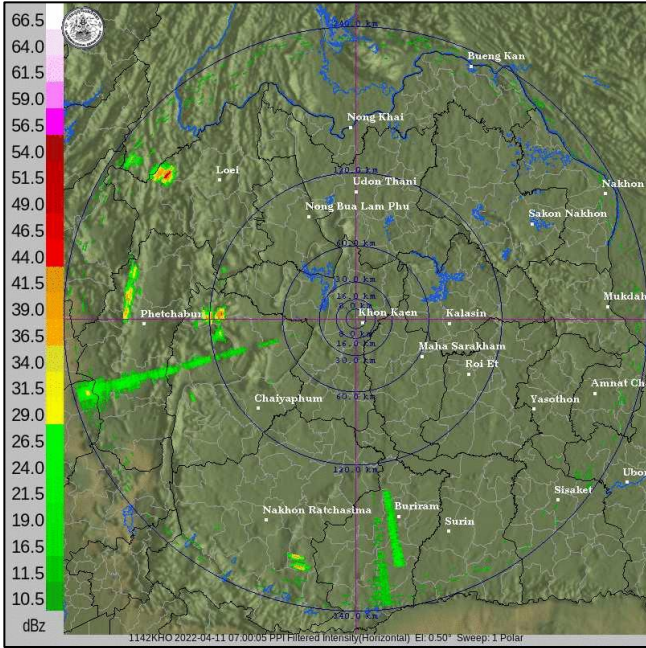 66.5
64.0
61.5
59.0
56.5
54.0
51.5
49.0
46.5
44.0
41.5
39.0
36.5
34.0
31.5
29.0
26.5
24.0
21.5
19.0
16.5
11.5
10.5
dBz
Bueng Kan
Nong Khai
Loei
Udon Thani
Nakhon
Nong Bua Lam Phu
Sakon Nakhon
60.0 km
30.0 km
16.0 km
8.0 km
Mukdah
Phetchabun
Khon Kaen
Kalasin
8.0 km
16.0 km
30.0 km
Maha Sarakham
Roi Et
Amnat Ch
60.0 km
Chaiyaphum
Yasothon
120.0 km
Ubor
Sisaket
Nakhon Ratchasima
Buriram
Surin
240.0 km
1142KHO 2022-04-11 07:00:05 PPI Filtered Intensity(Horizontal) El: 0.50° Sweep: 1 Polar